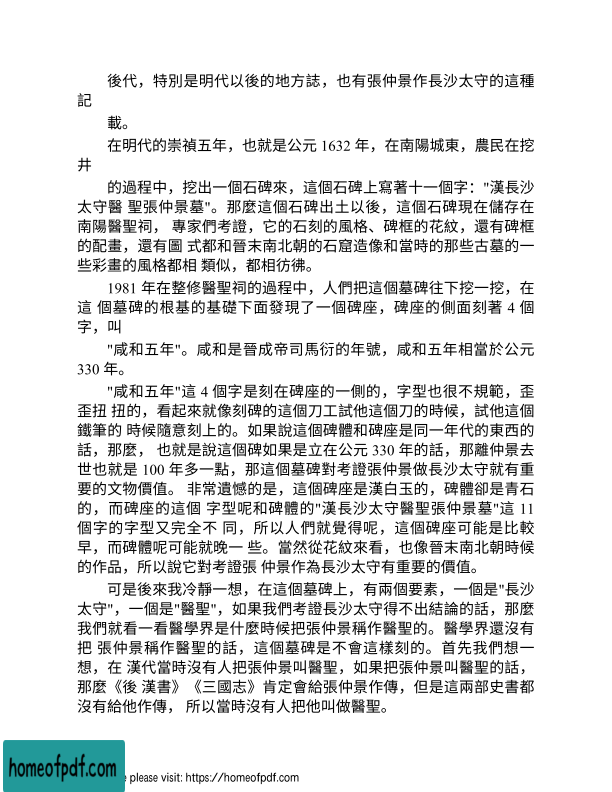 後代，特別是明代以後的地方誌，也有張仲景作長沙太守的這種
記
載。
在明代的崇禎五年，也就是公元 1632 年，在南陽城東，農民在挖
井
的過程中，挖出一個石碑來，這個石碑上寫著十一個字："漢長沙
太守醫 聖張仲景墓"。那麼這個石碑出土以後，這個石碑現在儲存在
南陽醫聖祠， 專家們考證，它的石刻的風格、碑框的花紋，還有碑框
的配畫，還有圖 式都和晉末南北朝的石窟造像和當時的那些古墓的一
些彩畫的風格都相 類似，都相彷彿。
1981 年在整修醫聖祠的過程中，人們把這個墓碑往下挖一挖，在
這 個墓碑的根基的基礎下面發現了一個碑座，碑座的側面刻著 4 個
字，叫
"咸和五年"。咸和是晉成帝司馬衍的年號，咸和五年相當於公元
330 年。
"咸和五年"這 4 個字是刻在碑座的一側的，字型也很不規範，歪
歪扭 扭的，看起來就像刻碑的這個刀工試他這個刀的時候，試他這個
鐵筆的 時候隨意刻上的。如果說這個碑體和碑座是同一年代的東西的
話，那麼， 也就是說這個碑如果是立在公元 330 年的話，那離仲景去
世也就是 100 年多一點，那這個墓碑對考證張仲景做長沙太守就有重
要的文物價值。 非常遺憾的是，這個碑座是漢白玉的，碑體卻是青石
的，而碑座的這個 字型呢和碑體的"漢長沙太守醫聖張仲景墓"這 11
個字的字型又完全不 同，所以人們就覺得呢，這個碑座可能是比較
早，而碑體呢可能就晚一 些。當然從花紋來看，也像晉末南北朝時候
的作品，所以說它對考證張 仲景作為長沙太守有重要的價值。
可是後來我冷靜一想，在這個墓碑上，有兩個要素，一個是"長沙
太守"，一個是"醫聖"，如果我們考證長沙太守得不出結論的話，那麼
我們就看一看醫學界是什麼時候把張仲景稱作醫聖的。醫學界還沒有
把 張仲景稱作醫聖的話，這個墓碑是不會這樣刻的。首先我們想一
想，在 漢代當時沒有人把張仲景叫醫聖，如果把張仲景叫醫聖的話，
那麼《後 漢書》《三國志》肯定會給張仲景作傳，但是這兩部史書都
沒有給他作傳， 所以當時沒有人把他叫做醫聖。
homeofpdf.com
e please visit: https://homeofpdf.com